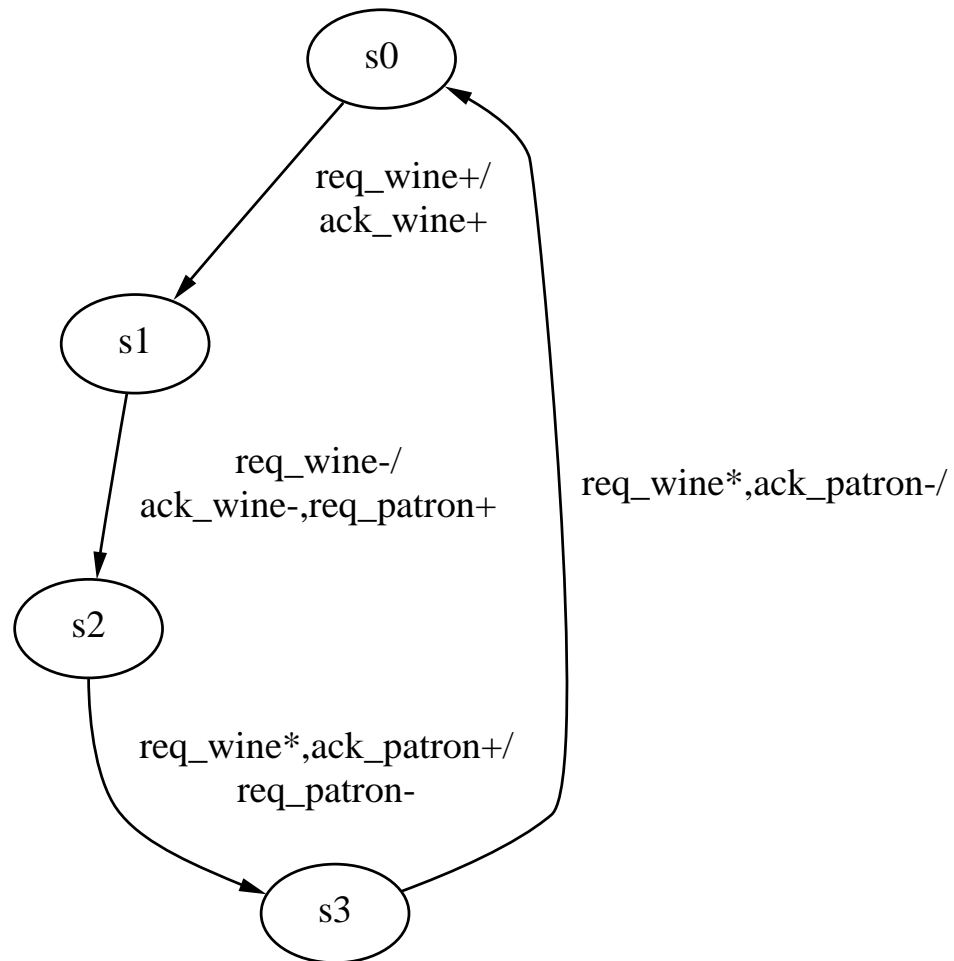 s0
req_wine+/
ack_wine+
s1
req_wine-/
ack_wine-,req_patron+
req_wine*,ack_patron-/
s2
req_wine*,ack_patron+/
req_patron-
s3